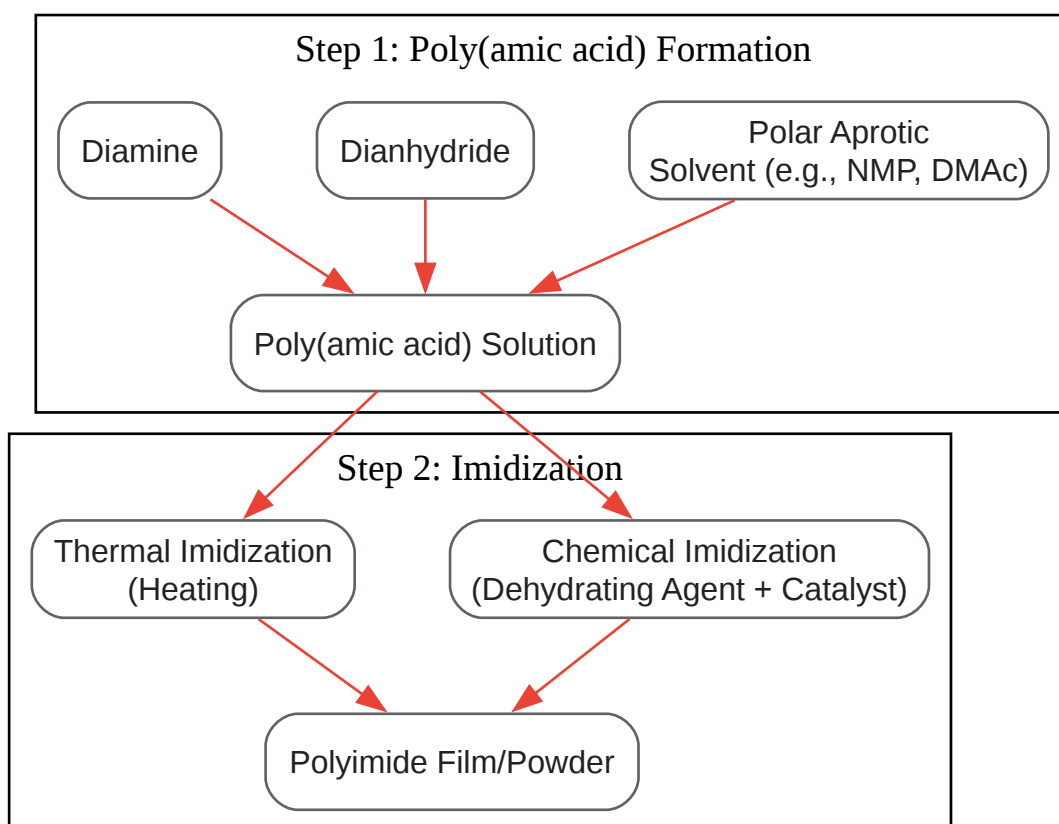 Step 1: Poly(amic acid) Formation
Diamine
Dianhydride
Polar Aprotic
Solvent (e.g., NMP, DMAc)
Poly(amic acid) Solution
Step 2: Imidization
Thermal Imidization
(Heating)
Chemical Imidization
(Dehydrating Agent + Catalyst)
Polyimide Film/Powder